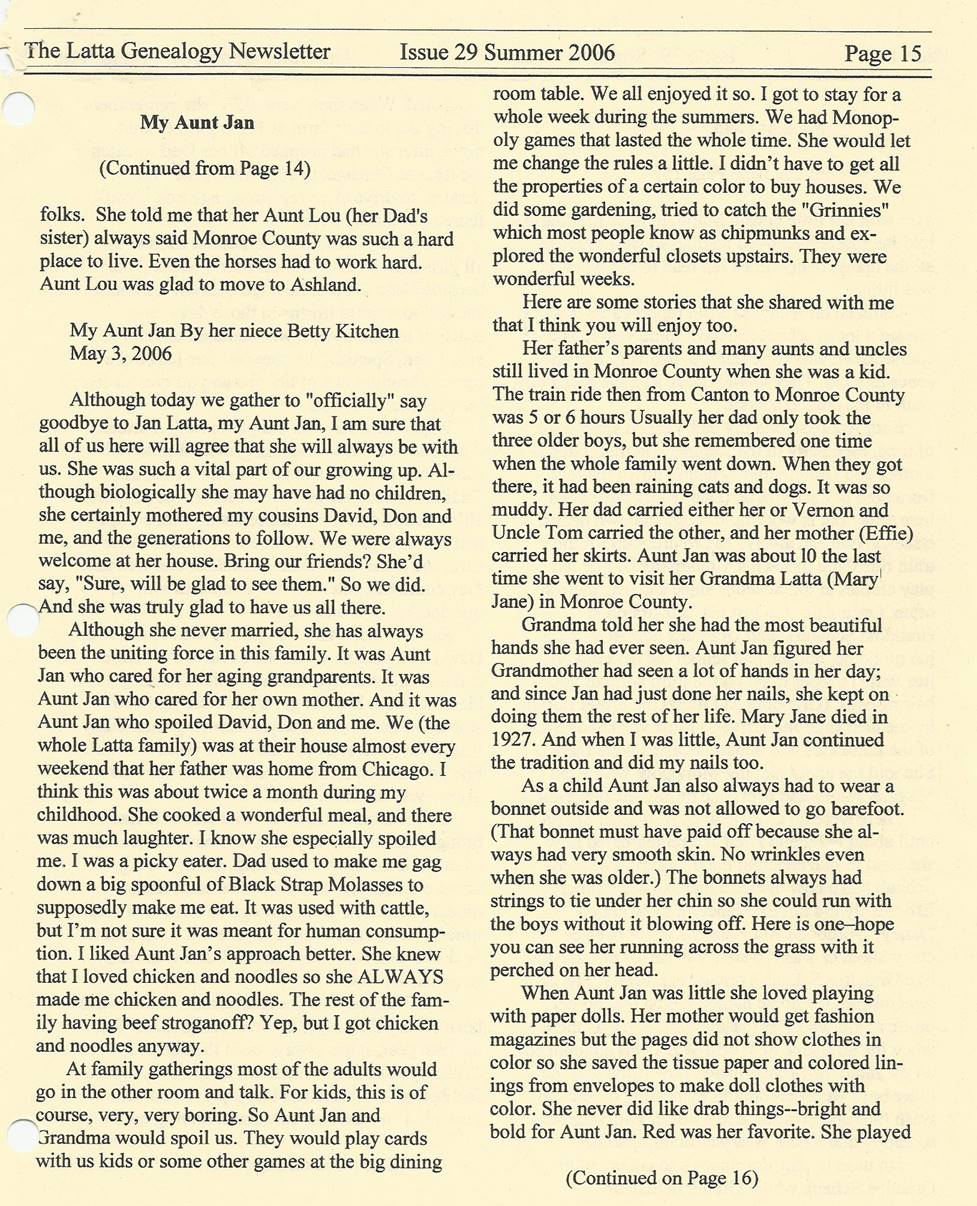 The Latta Genealogy Newsletter Issue 29 Summer 2006 Page 15
My Aunt Jan
(Continued from Page 14)
folks. She told me that her Aunt Lou (her Dad's
sister) always said Monroe County was such a hard
place to live. Even the horses had to work hard.
Aunt Lou was glad to move to Ashland.
My Aunt Jan By her niece Betty Kitchen
May 3, 2006
Although today we gather to "officially" say
goodbye to Jan Latta, my Aunt Jan, I am sure that
all of us here will agree that she will always be with
us. She was such a vital part of our growing up. Al-
though biologically she may have had no children,
she certainly mothered my cousins David, Don and
me, and the generations to follow. We were always
welcome at her house. Bring our friends? She’d
say, "Sure, will be glad to see them." So we did.
And she was truly glad to have us all there.
Although she never married, she has always
been the uniting force in this family. It was Aunt
Jan who cared for her aging grandparents. It was
Aunt Jan who cared for her own mother. And it was
Aunt Jan who spoiled David, Don and me. We (the
whole Latta family) was at their house almost every
weekend that her father was home from Chicago. I
think this was about twice a month during my
childhood. She cooked a wonderful meal, and there
was much laughter. I know she especially spoiled
me. I was a picky eater. Dad used to make me gag
down a big spoonful of Black Strap Molasses to
supposedly make me eat. It was used with cattle,
but I’m not sure it was meant for human consump-
tion. I liked Aunt Jan’s approach better. She knew
that I loved chicken and noodles so she ALWAYS
made me chicken and noodles. The rest of the fam-
ily having beef stroganoff? Yep, but I got chicken
and noodles anyway.
At family gatherings most of the adults would
go in the other room and talk. For kids, this is of
course, very, very boring. So Aunt Jan and
Grandma would spoil us. They would play cards
with us kids or some other games at the big dining
room table. We all enjoyed it so. I got to stay for a
whole week during the summers. We had Monop-
oly games that lasted the whole time. She would let
me change the rules a little. I didn’t have to get all
the properties of a certain color to buy houses. We
did some gardening, tried to catch the "Grinnies"
which most people know as chipmunks and ex-
plored the wonderful closets upstairs. They were
wonderful weeks.
Here are some stories that she shared with me
that I think you will enjoy too.
Her father’s parents and many aunts and uncles
still lived in Monroe County when she was a kid.
The train ride then from Canton to Monroe County
was 5 or 6 hours Usually her dad only took the
three older boys, but she remembered one time
when the whole family went down. When they got
there, it had been raining cats and dogs. It was so
muddy. Her dad carried either her or Vernon and
Uncle Tom carried the other, and her mother (Effie)
carried her skirts. Aunt Jan was about 10 the last
time she went to visit her Grandma Latta (Mary
Jane) in Monroe County.
Grandma told her she had the most beautiful
hands she had ever seen. Aunt Jan figured her
Grandmother had seen a lot of hands in her day;
and since Jan had just done her nails, she kept on
doing them the rest of her life. Mary Jane died in
1927. And when I was little, Aunt Jan continued
the tradition and did my nails too.
As a child Aunt Jan also always had to wear a
bonnet outside and was not allowed to go barefoot.
(That bonnet must have paid off because she al-
ways had very smooth skin. No wrinkles even
when she was older.) The bonnets always had
strings to tie under her chin so she could run with
the boys without it blowing off. Here is one–hope
you can see her running across the grass with it
perched on her head.
When Aunt Jan was little she loved playing
with paper dolls. Her mother would get fashion
magazines but the pages did not show clothes in
color so she saved the tissue paper and colored lin-
ings from envelopes to make doll clothes with
color. She never did like drab things--bright and
bold for Aunt Jan. Red was her favorite. She played
(Continued on Page 16)